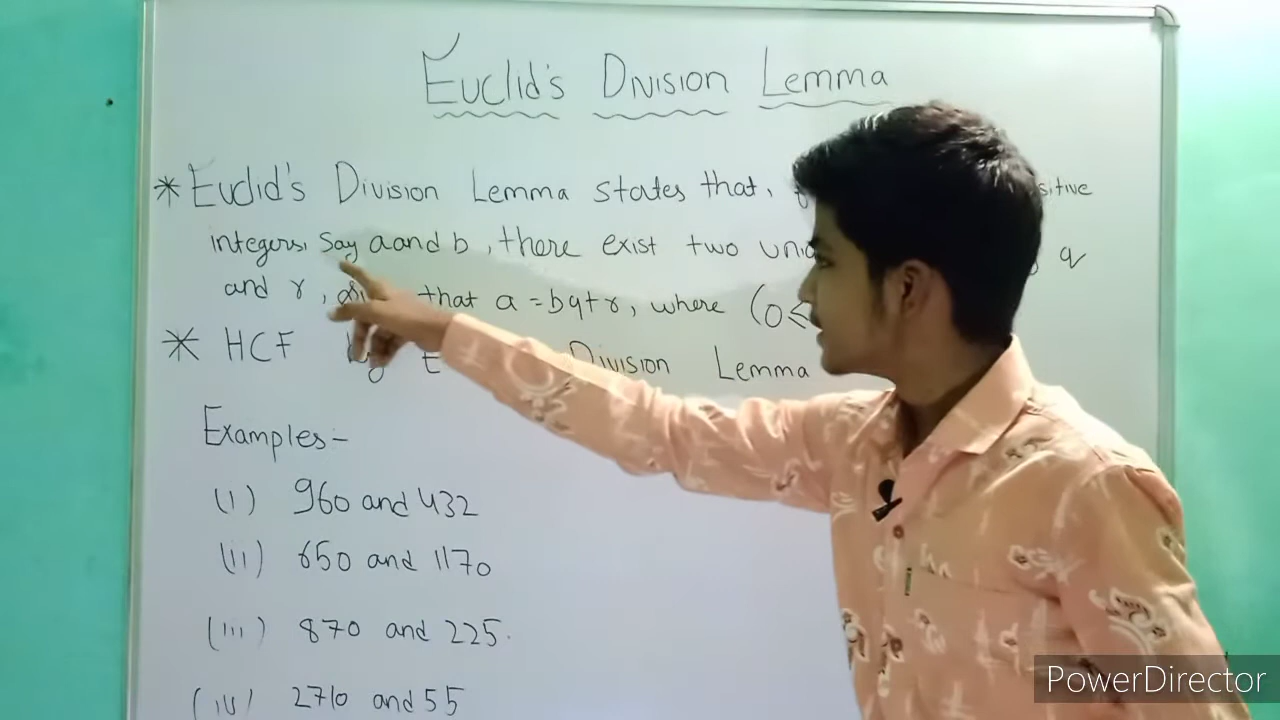 Euclid's Division Lemma
* Euclid's Division Lemma states that,
integers, say a and b, there exist two q
and r, that a = bq+r, where (0≤
* HCF by Division Lemma
Examples:-
(i) 960 and 432
(ii) 650 and 1170
(iii) 870 and 225.
(iv) 2710 and 55
PowerDirector